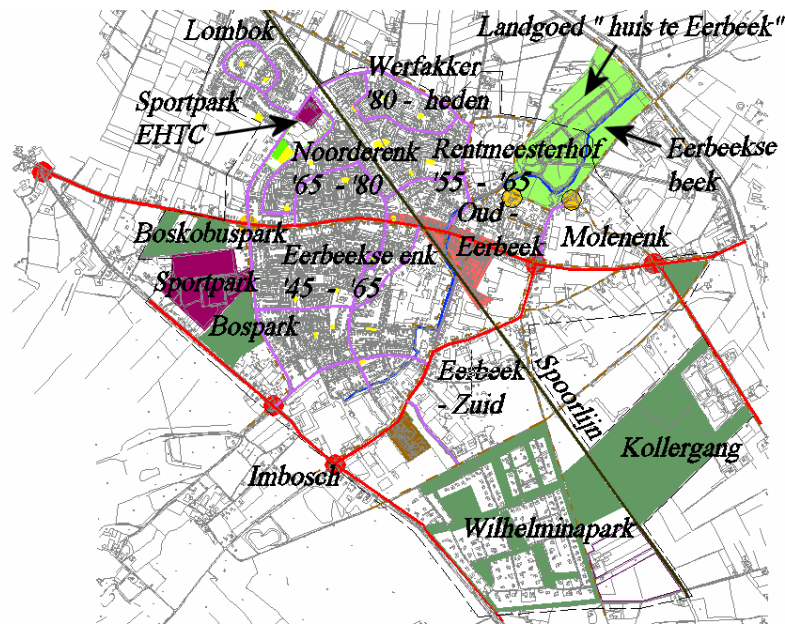 Lombok
Landgoed " huis te Eerbeek"
Werfakker
'80 - heden
Sportpark
EHTC
Noorderenk
'65 - '80
Rentmeesterhof
'55 - '65
Eerbeekse
beek
Oud -
Eerbeek
Molenenk
Boskobuspark
Eerbeekse enk
'45 - '65
Sportpark
Bospark
Eerbeek
- Zuid
Spoorlijn
Imbosch
Kollergang
Wilhelminapark